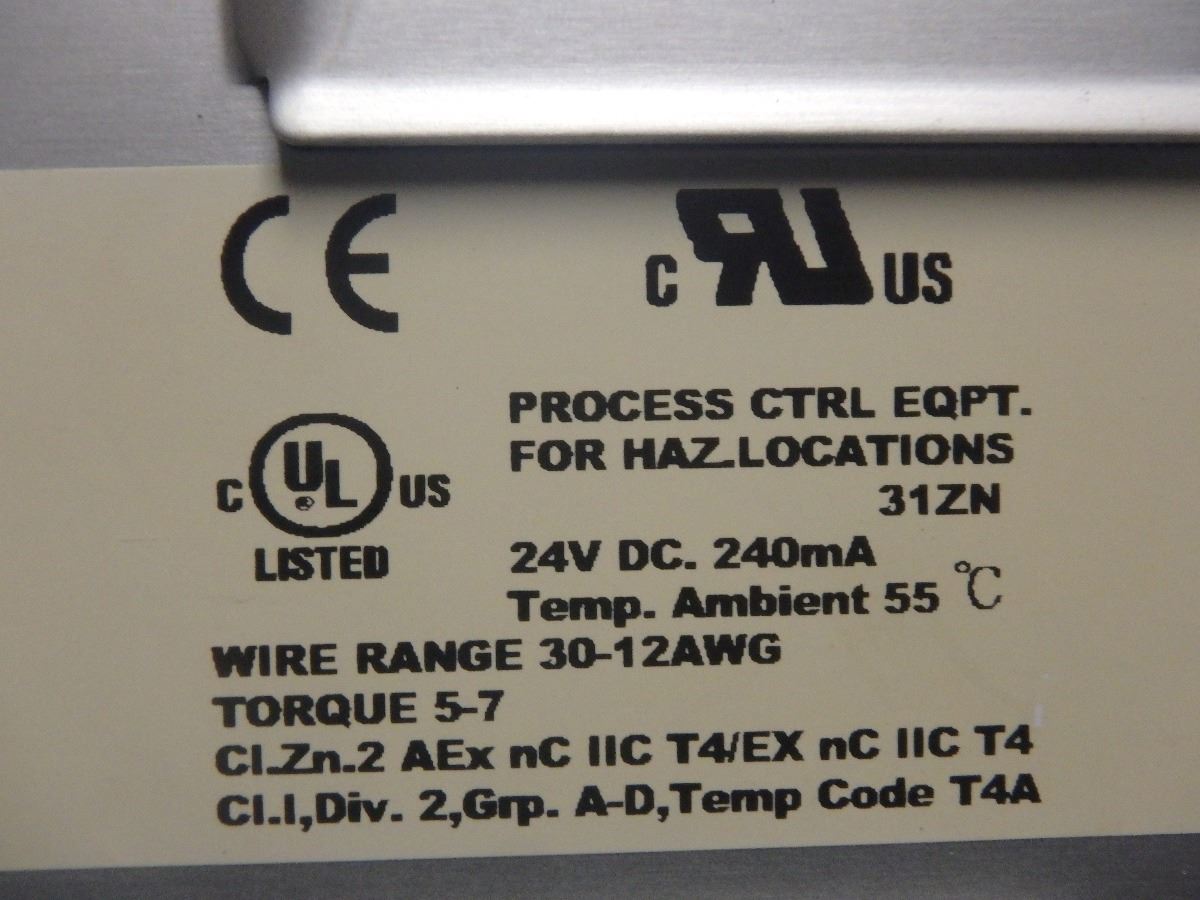 CE
c RU US
PROCESS CTRL EQPT.
FOR HAZ.LOCATIONS
31ZN
C UL US
LISTED
24V DC. 240mA
Temp. Ambient 55 ℃
WIRE RANGE 30-12AWG
TORQUE 5-7
Cl.Zn.2 AEx nC IIC T4/EX nC IIC T4
Cl.I,Div. 2,Grp. A-D,Temp Code T4A